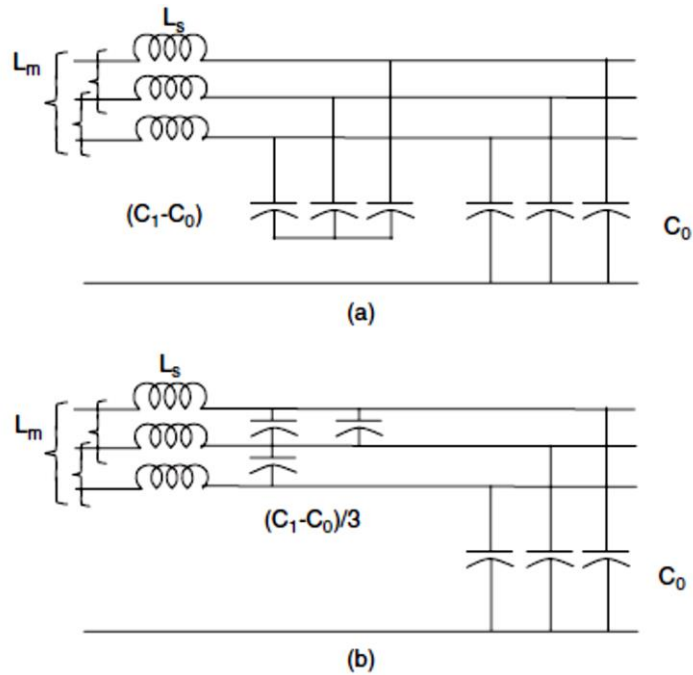 Lₛ
Lₘ
(C₁-C₀)
C₀
(a)
Lₛ
Lₘ
(C₁-C₀)/3
C₀
(b)